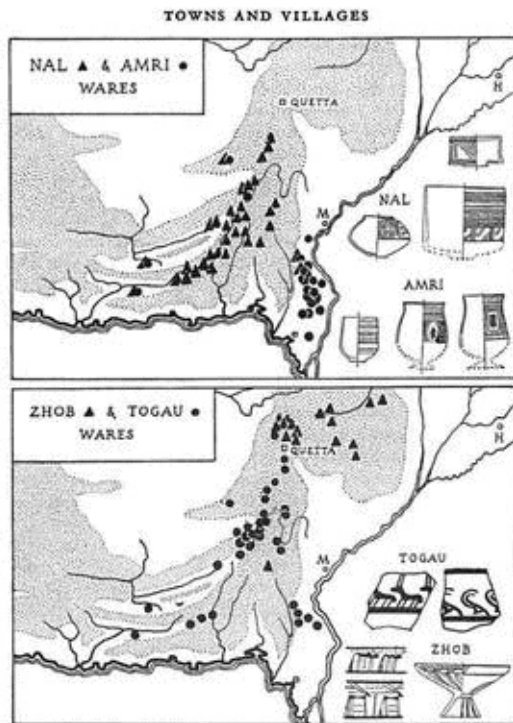 TOWNS AND VILLAGES
NAL ▲ & AMRI ●
WARES
QUETTA
H
M
NAL
AMRI
ZHOB ▲ & TOGAU ●
WARES
QUETTA
H
M
TOGAU
ZHOB